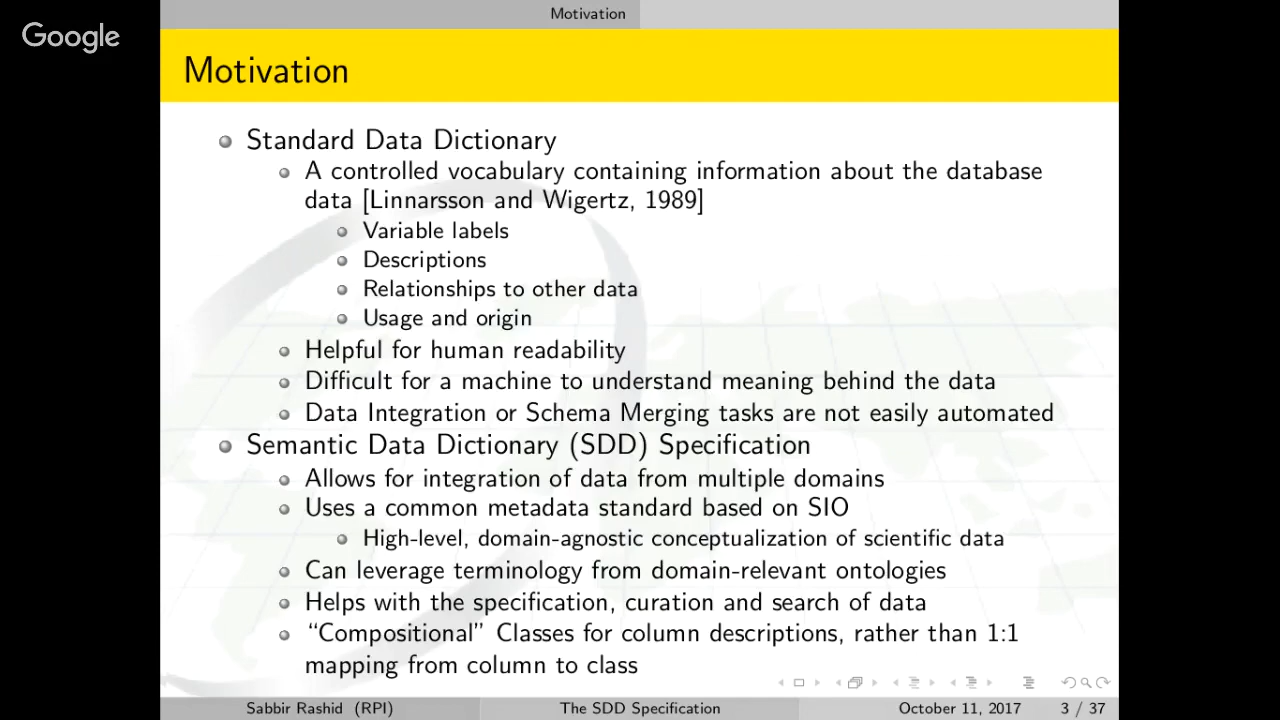 Motivation
Google
Motivation
Standard Data Dictionary
A controlled vocabulary containing information about the database
data [Linnarsson and Wigertz, 1989]
Variable labels
Descriptions
Relationships to other data
Usage and origin
Helpful for human readability
Difficult for a machine to understand meaning behind the data
Data Integration or Schema Merging tasks are not easily automated
Semantic Data Dictionary (SDD) Specification
Allows for integration of data from multiple domains
Uses a common metadata standard based on SIO
High-level, domain-agnostic conceptualization of scientific data
Can leverage terminology from domain-relevant ontologies
Helps with the specification, curation and search of data
“Compositional” Classes for column descriptions, rather than 1:1
mapping from column to class
Sabbir Rashid (RPI) The SDD Specification October 11, 2017 3 / 37